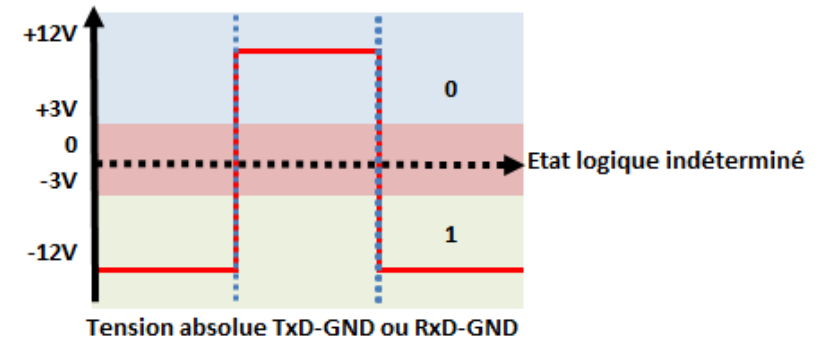 +12V
0
+3V
0
Etat logique indéterminé
-3V
1
-12V
Tension absolue TxD-GND ou RxD-GND